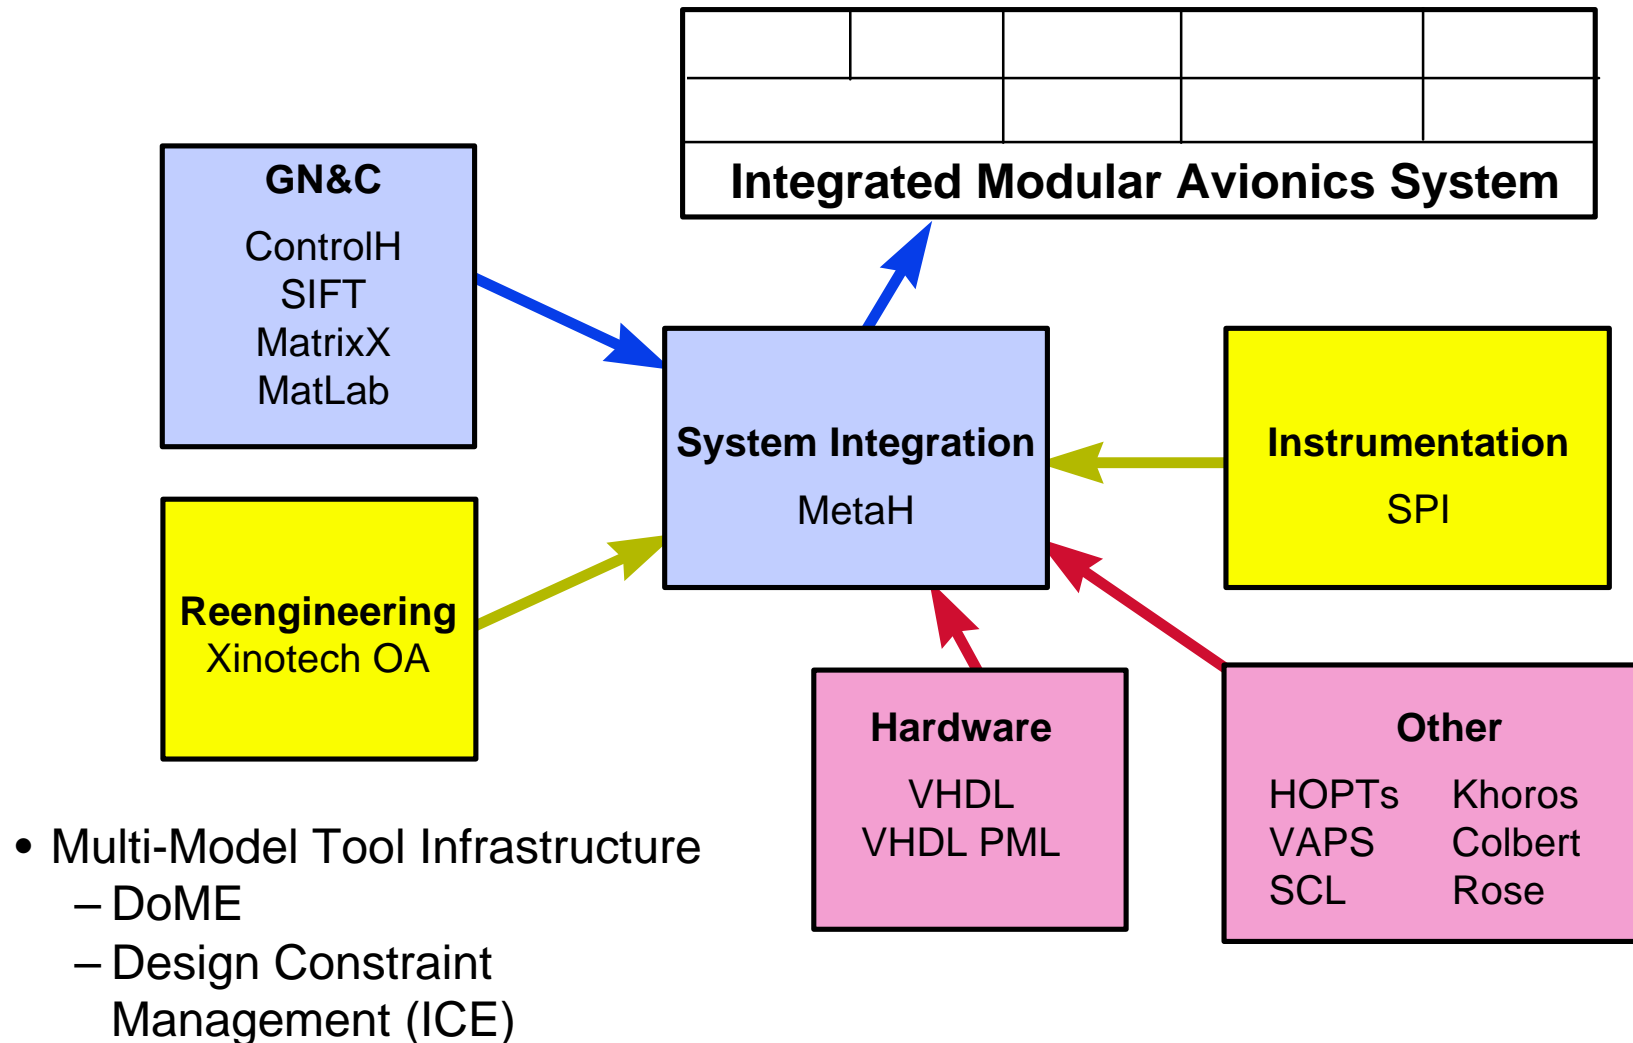 Integrated Modular Avionics System
GN&C
ControlH
SIFT
MatrixX
MatLab
System Integration
MetaH
Instrumentation
SPI
Reengineering
Xinotech OA
Hardware
VHDL
VHDL PML
Other
HOPTs Khoros
VAPS Colbert
SCL Rose
• Multi-Model Tool Infrastructure
– DoME
– Design Constraint
Management (ICE)